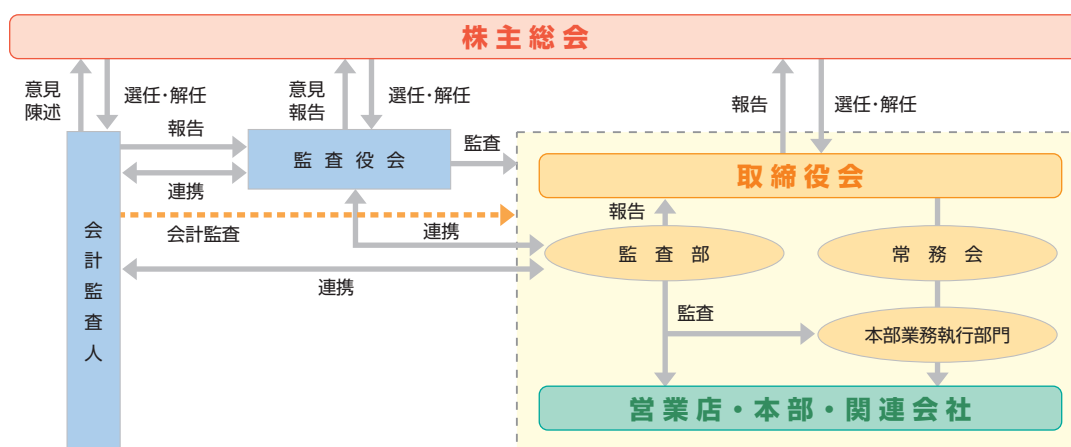 株主総会
意見
陳述
選任・解任
意見
報告
選任・解任
報告
選任・解任
報告
監査役会
監査
連携
取締役会
会計監査
連携
報告
監査部
常務会
連携
会計監査人
監査
本部業務執行部門
営業店・本部・関連会社